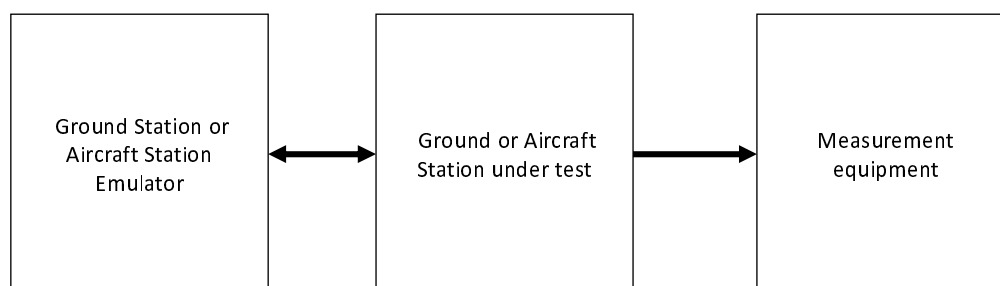 Ground Station or
Aircraft Station
Emulator
Ground or Aircraft
Station under test
Measurement
equipment